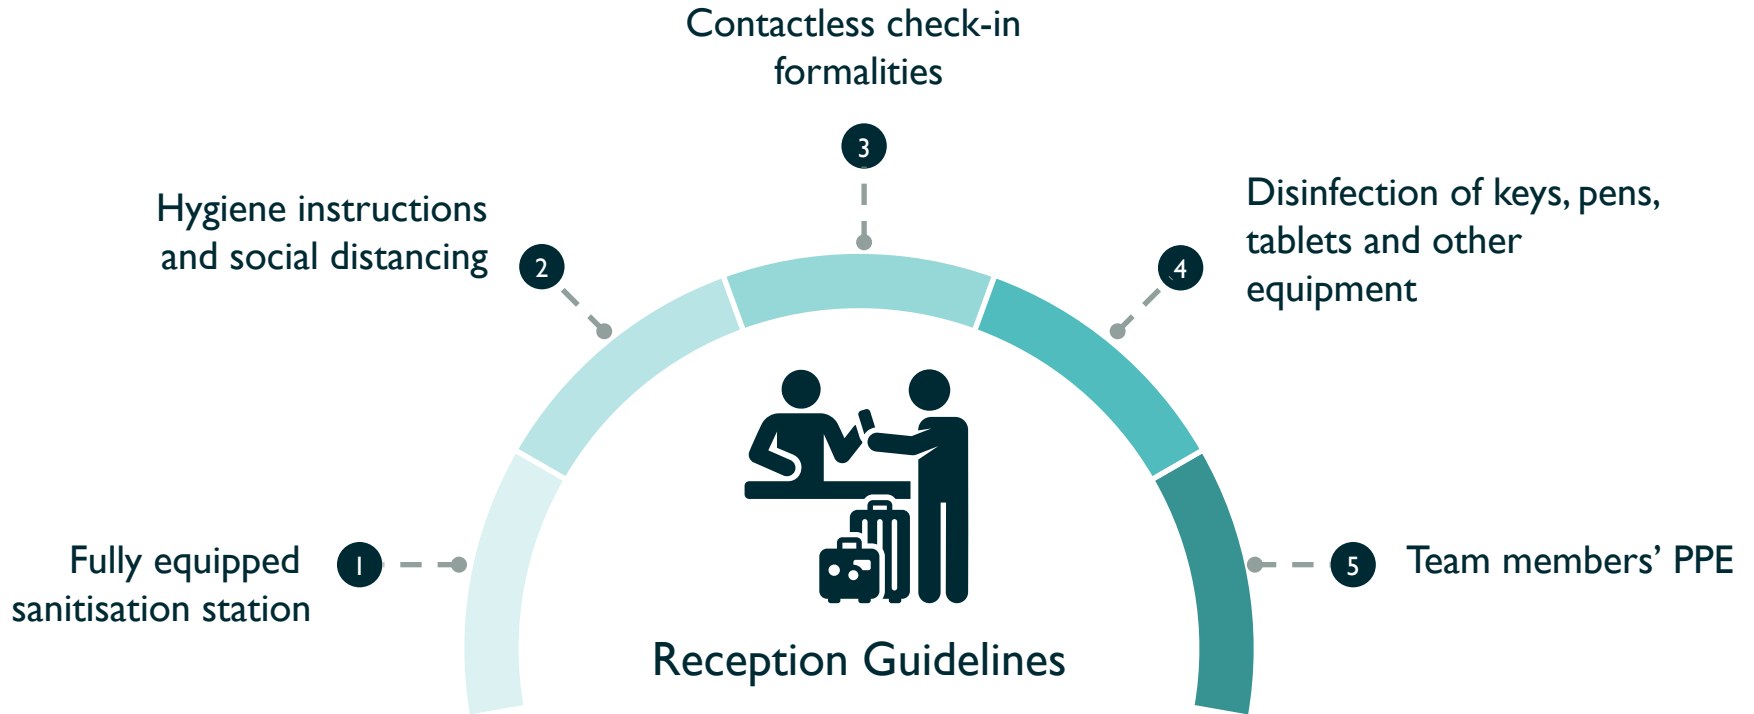 Contactless check-in
formalities
3
Hygiene instructions
and social distancing
2
Disinfection of keys, pens,
tablets and other
equipment
4
Fully equipped
sanitisation station
1
5
Team members’ PPE
Reception Guidelines